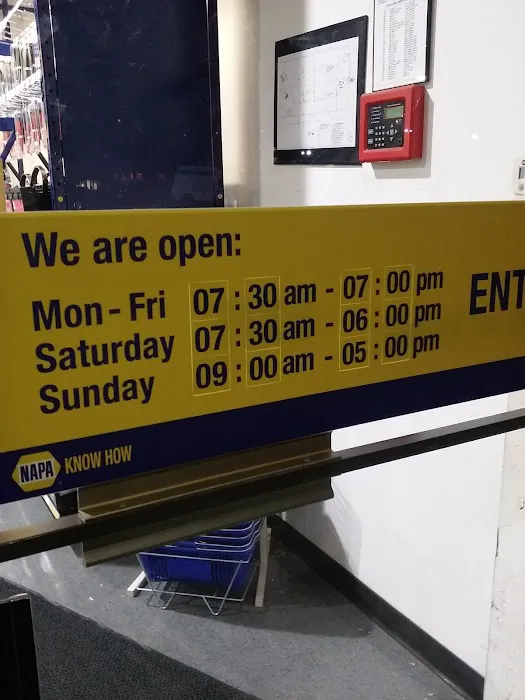 We are open:
Mon - Fri 07 : 30 am - 07 : 00 pm
Saturday 07 : 30 am - 06 : 00 pm
Sunday 09 : 00 am - 05 : 00 pm
ENT
NAPA KNOW HOW